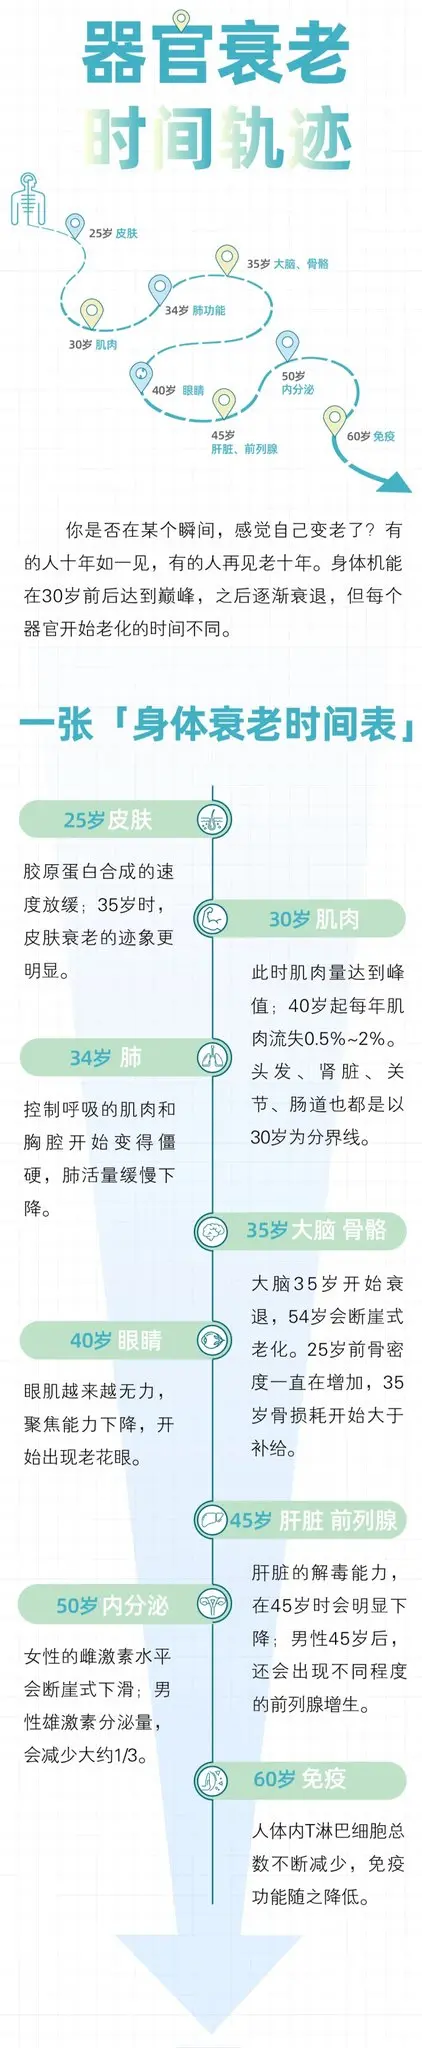 器官衰老
时间轨迹
25岁 皮肤
35岁 大脑、骨骼
34岁 肺功能
30岁 肌肉
50岁
内分泌
40岁 眼睛
45岁
肝脏、前列腺
60岁 免疫
你是否在某个瞬间，感觉自己变老了？有
的人十年如一见，有的人再见老十年。身体机能
在30岁前后达到巅峰，之后逐渐衰退，但每个
器官开始老化的时间不同。
一张「身体衰老时间表」
25岁 皮肤
胶原蛋白合成的速
度放缓；35岁时，
皮肤衰老的迹象更
明显。
30岁 肌肉
此时肌肉量达到峰
值；40岁起每年肌
肉流失0.5%~2%。
头发、肾脏、关
节、肠道也都是以
30岁为分界线。
34岁 肺
控制呼吸的肌肉和
胸腔开始变得僵
硬，肺活量缓慢下
降。
35岁 大脑 骨骼
大脑35岁开始衰
退，54岁会断崖式
老化。25岁前骨密
度一直在增加，35
岁骨损耗开始大于
补给。
40岁 眼睛
眼肌越来越无力，
聚焦能力下降，开
始出现老花眼。
45岁 肝脏 前列腺
肝脏的解毒能力，
在45岁时会明显下
降；男性45岁后，
还会出现不同程度
的前列腺增生。
50岁 内分泌
女性的雌激素水平
会断崖式下滑；男
性雄激素分泌量，
会减少大约1/3。
60岁 免疫
人体内T淋巴细胞总
数不断减少，免疫
功能随之降低。